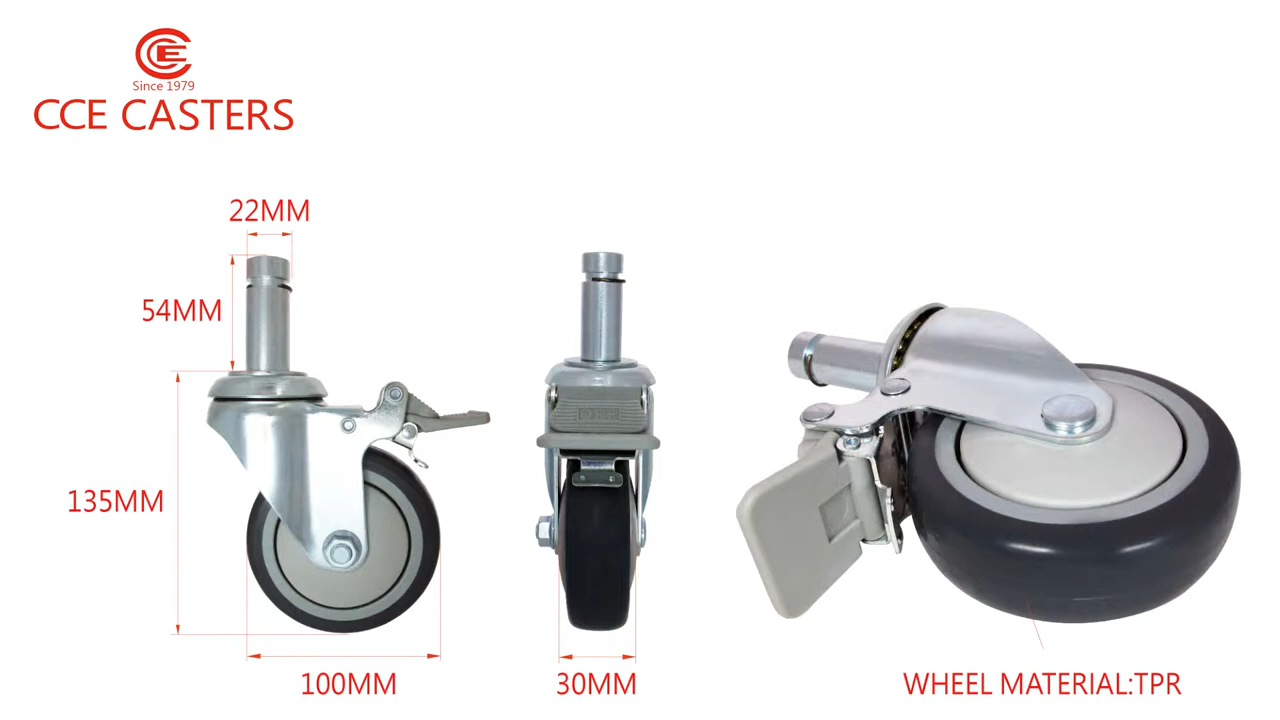 Since 1979
CCE CASTERS
22MM
54MM
135MM
100MM
30MM
WHEEL MATERIAL:TPR